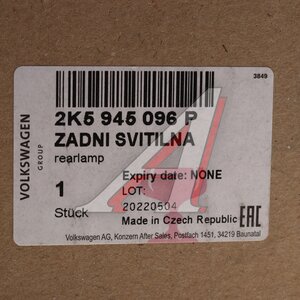 3849
VOLKSWAGEN
GROUP
2K5 945 096 P
ZADNI SVITILNA
rearlamp
1
Stück
Expiry date: NONE
LOT:
20220504
Made in Czech Republic
EAC
Volkswagen AG, Konzern After Sales, Postfach 1451, 34219 Baunatal